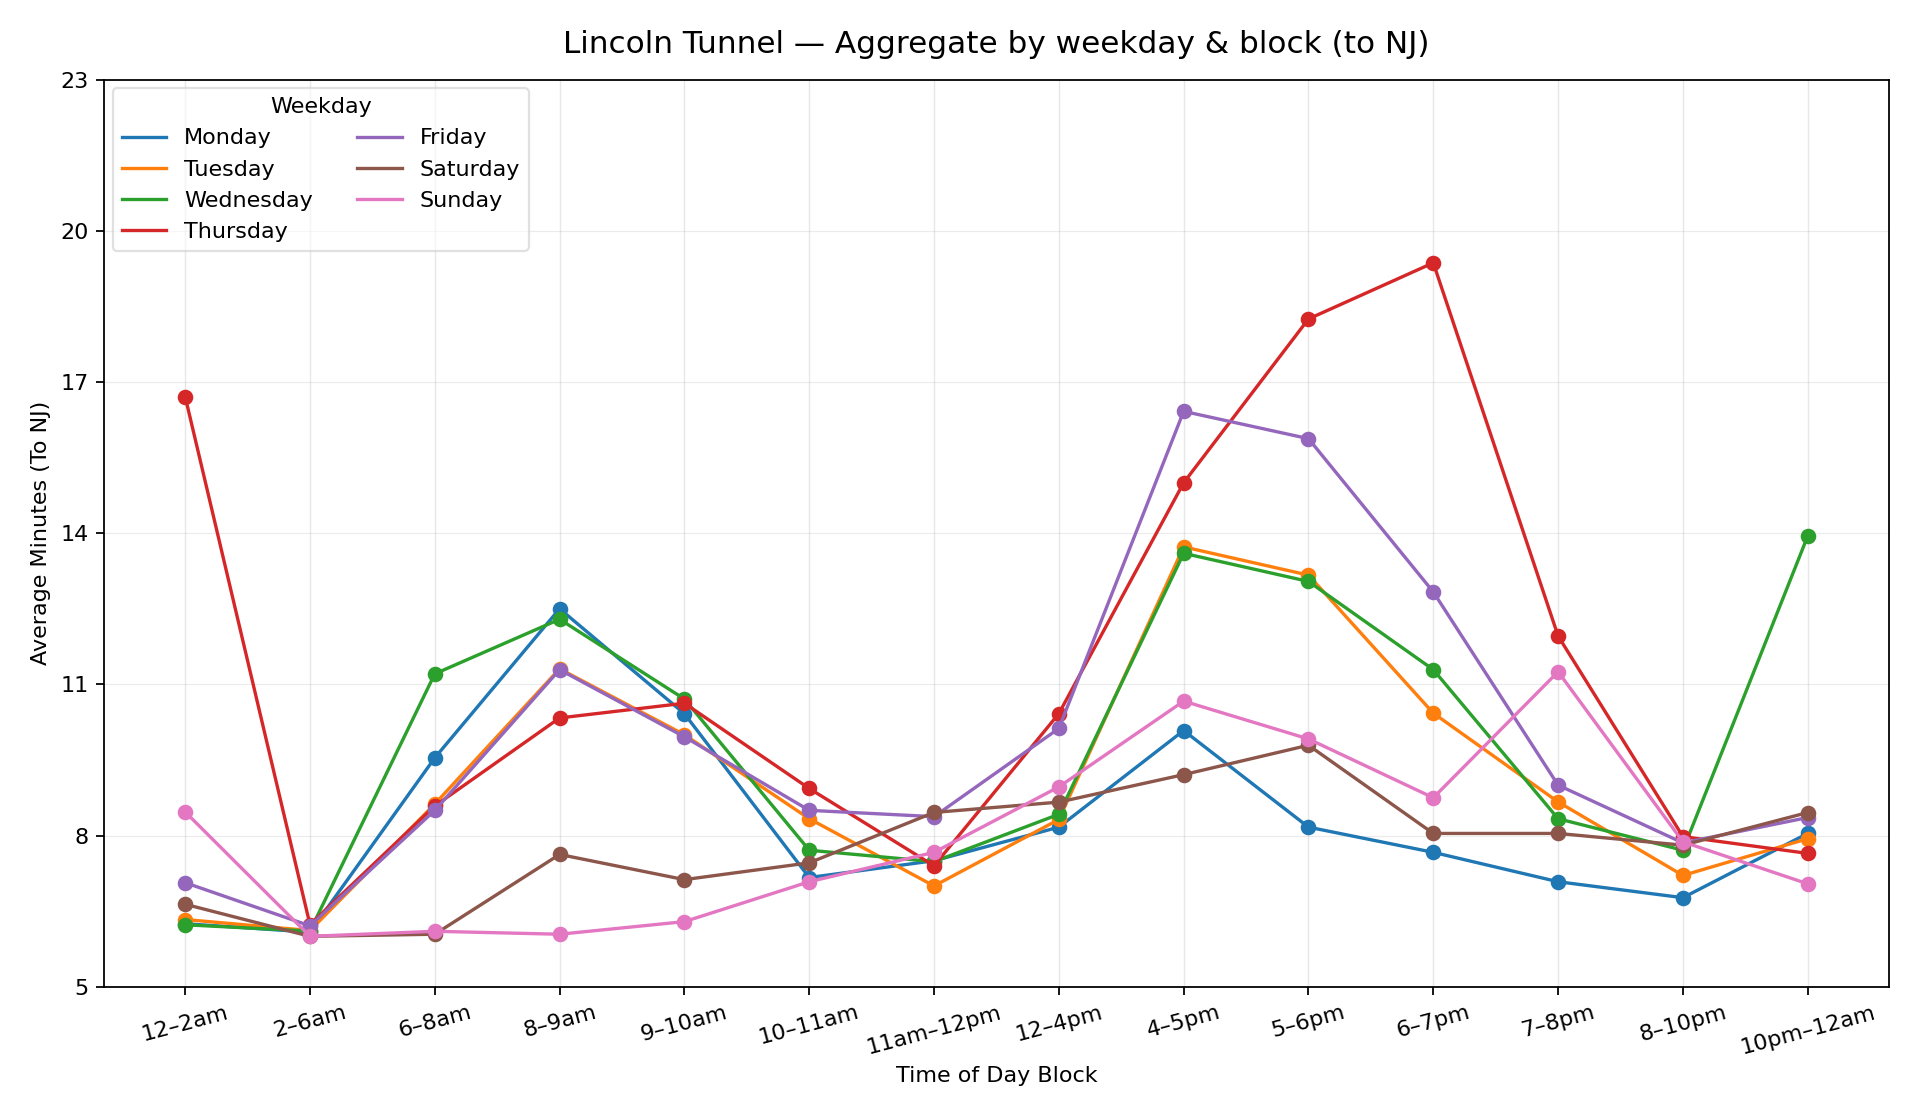 Lincoln Tunnel — Aggregate by weekday & block (to NJ)
Weekday
Monday
Tuesday
Wednesday
Thursday
Friday
Saturday
Sunday
Average Minutes (To NJ)
23
20
17
14
11
8
5
12–2am
2–6am
6–8am
8–9am
9–10am
10–11am
11am–12pm
12–4pm
4–5pm
5–6pm
6–7pm
7–8pm
8–10pm
10pm–12am
Time of Day Block